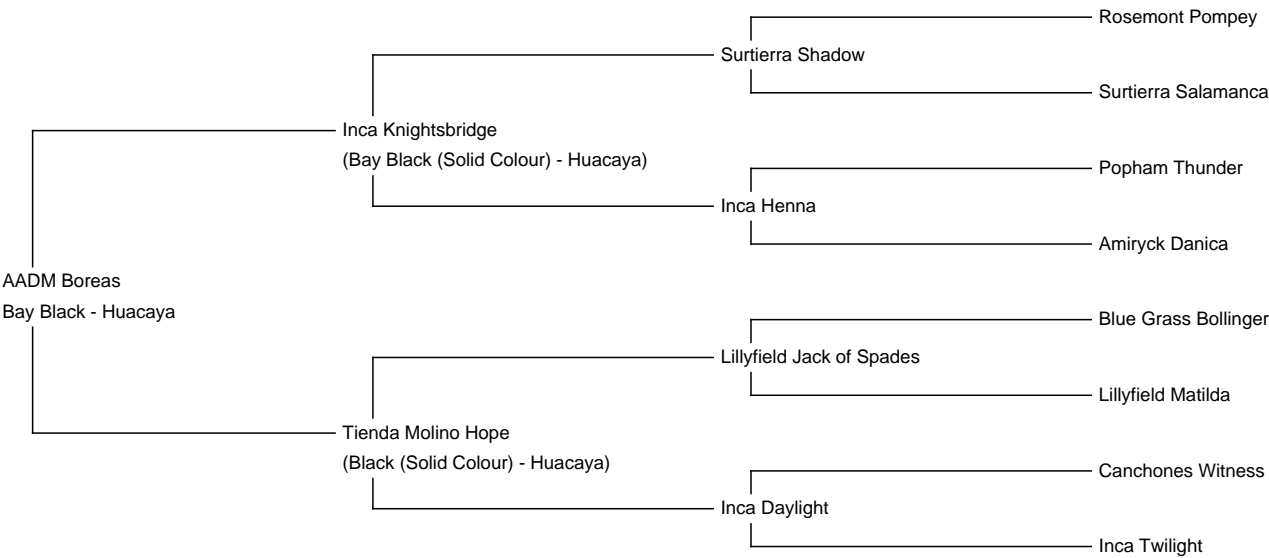 Rosemont Pompey
Surtierra Shadow
Surtierra Salamanca
Inca Knightsbridge
(Bay Black (Solid Colour) - Huacaya)
Popham Thunder
Inca Henna
Amiryck Danica
AADM Boreas
Bay Black - Huacaya
Blue Grass Bollinger
Lillyfield Jack of Spades
Lillyfield Matilda
Tienda Molino Hope
(Black (Solid Colour) - Huacaya)
Canchones Witness
Inca Daylight
Inca Twilight